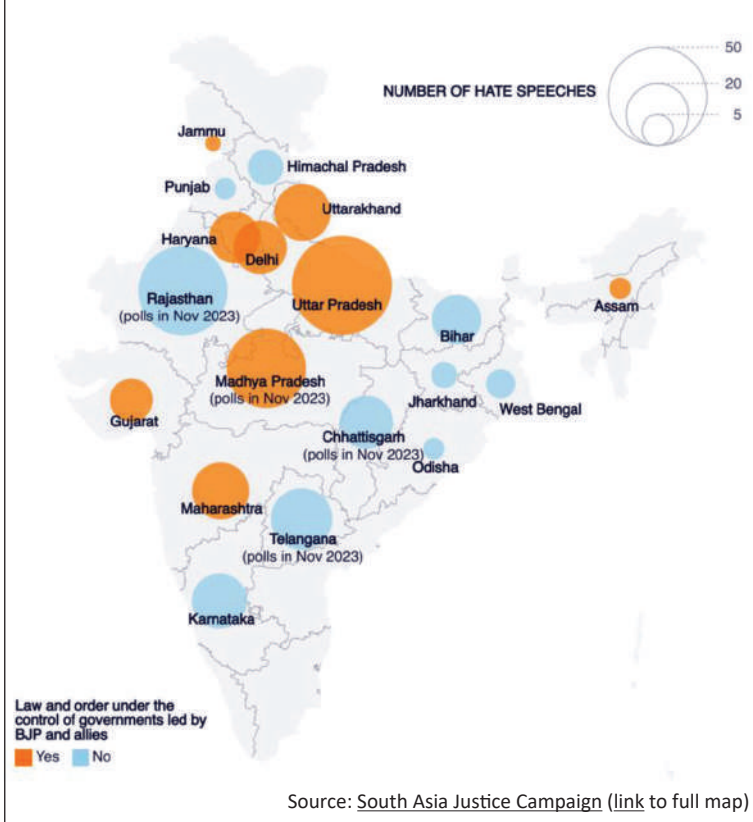 50
NUMBER OF HATE SPEECHES
20
5
Jammu
Himachal Pradesh
Punjab
Uttarakhand
Haryana
Delhi
Rajasthan
(polls in Nov 2023)
Uttar Pradesh
Assam
Bihar
Madhya Pradesh
(polls in Nov 2023)
Jharkhand
West Bengal
Gujarat
Chhattisgarh
(polls in Nov 2023)
Odisha
Maharashtra
Telangana
(polls in Nov 2023)
Karnataka
Law and order under the
control of governments led by
BJP and allies
Yes No
Source: South Asia Justice Campaign (link to full map)